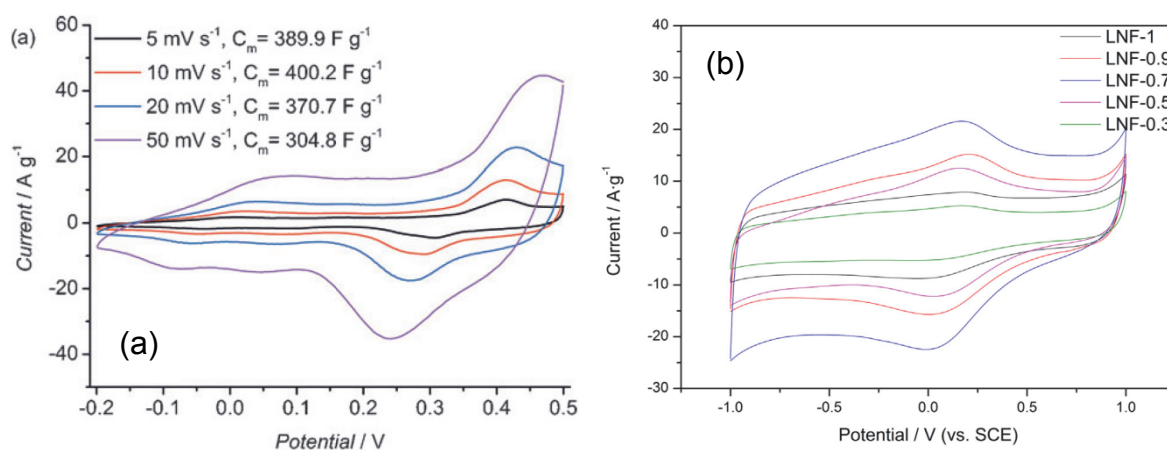 (a)
5 mV s⁻¹, Cₘ= 389.9 F g⁻¹
10 mV s⁻¹, Cₘ= 400.2 F g⁻¹
20 mV s⁻¹, Cₘ= 370.7 F g⁻¹
50 mV s⁻¹, Cₘ= 304.8 F g⁻¹
Current / A g⁻¹
60
40
20
0
-20
-40
(a)
-0.2 0.0 0.1 0.2 0.3 0.4 0.5
Potential / V
(b)
LNF-1
LNF-0.9
LNF-0.7
LNF-0.5
LNF-0.3
Current / A·g⁻¹
40
30
20
10
0
-10
-20
-30
-1.0 -0.5 0.0 0.5 1.0
Potential / V (vs. SCE)